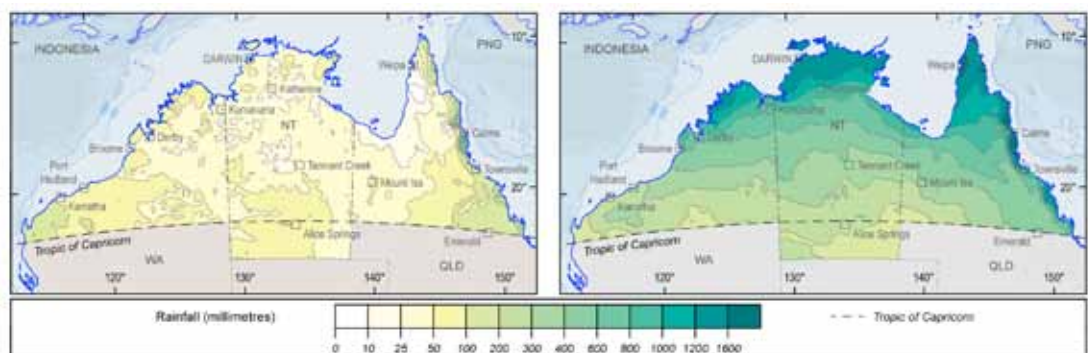 INDONESIA
PNG
10°
DARWIN
Weipa
Katherine
Kununurra
NT
Derby
Broome
Cairns
Port
Hedland
Tennant Creek
Townsville
Mount Isa
20°
Karratha
Tropic of Capricorn
Alice Springs
Emerald
WA
QLD
120°
130°
140°
150°
INDONESIA
PNG
10°
DARWIN
Weipa
NT
Derby
Broome
Cairns
Port
Hedland
Tennant Creek
Townsville
Mount Isa
20°
Karratha
Tropic of Capricorn
Alice Springs
Emerald
WA
QLD
120°
130°
140°
150°
Rainfall (millimetres)
0 10 25 50 100 200 300 400 600 800 1000 1200 1600
Tropic of Capricorn